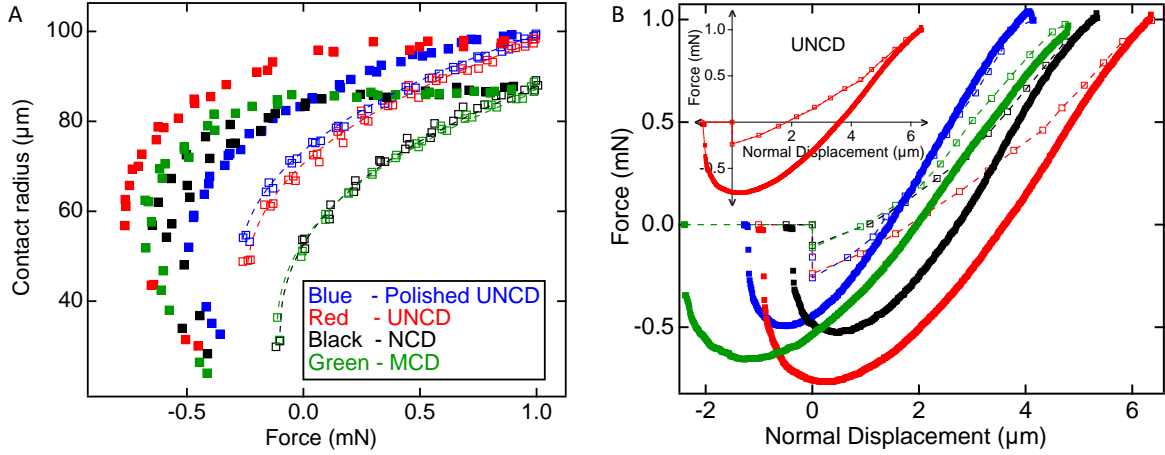 A
Contact radius (µm)
100
80
60
40
-0.5
0.0
0.5
1.0
Force (mN)
Blue - Polished UNCD
Red - UNCD
Black - NCD
Green - MCD
B
Force (mN)
1.0
0.5
0.0
-0.5
-2
0
2
4
6
Normal Displacement (µm)
UNCD
Force (mN)
1.0
0.5
-0.5
2
4
6
Normal Displacement (µm)